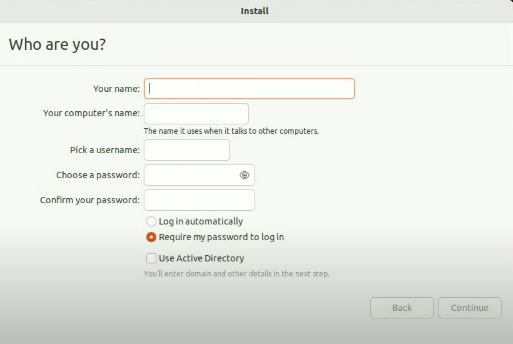 Install
Who are you?
Your name:
Your computer's name:
The name it uses when it talks to other computers.
Pick a username:
Choose a password:
Confirm your password:
Log in automatically
Require my password to log in
Use Active Directory
You'll enter domain and other details in the next step.
Back Continue